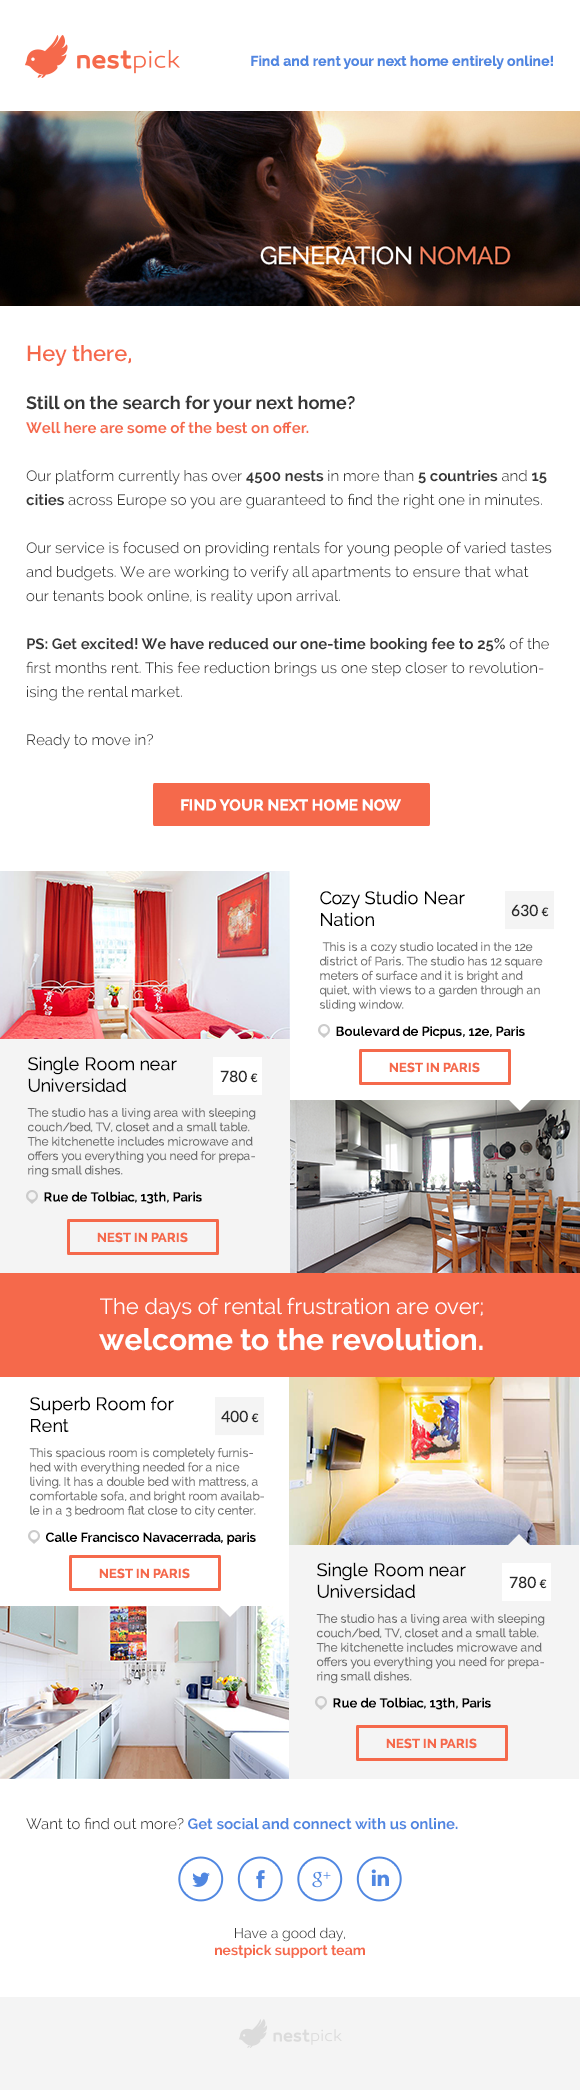 nestpick
Find and rent your next home entirely online!
GENERATION NOMAD
Hey there,
Still on the search for your next home?
Well here are some of the best on offer.
Our platform currently has over 4500 nests in more than 5 countries and 15
cities across Europe so you are guaranteed to find the right one in minutes.
Our service is focused on providing rentals for young people of varied tastes
and budgets. We are working to verify all apartments to ensure that what
our tenants book online, is reality upon arrival.
PS: Get excited! We have reduced our one-time booking fee to 25% of the
first months rent. This fee reduction brings us one step closer to revolution-
ising the rental market.
Ready to move in?
FIND YOUR NEXT HOME NOW
Single Room near
Universidad
780 €
The studio has a living area with sleeping
couch/bed, TV, closet and a small table.
The kitchenette includes microwave and
offers you everything you need for prepa-
ring small dishes.
Rue de Tolbiac, 13th, Paris
NEST IN PARIS
Cozy Studio Near
Nation
630 €
This is a cozy studio located in the 12e
district of Paris. The studio has 12 square
meters of surface and it is bright and
quiet, with views to a garden through an
sliding window.
Boulevard de Picpus, 12e, Paris
NEST IN PARIS
The days of rental frustration are over;
welcome to the revolution.
Superb Room for
Rent
400 €
This spacious room is completely furnis-
hed with everything needed for a nice
living. It has a double bed with mattress, a
comfortable sofa, and bright room availab-
le in a 3 bedroom flat close to city center.
Calle Francisco Navacerrada, paris
NEST IN PARIS
Single Room near
Universidad
780 €
The studio has a living area with sleeping
couch/bed, TV, closet and a small table.
The kitchenette includes microwave and
offers you everything you need for prepa-
ring small dishes.
Rue de Tolbiac, 13th, Paris
NEST IN PARIS
Want to find out more? Get social and connect with us online.
f g+ in
Have a good day,
nestpick support team
nestpick